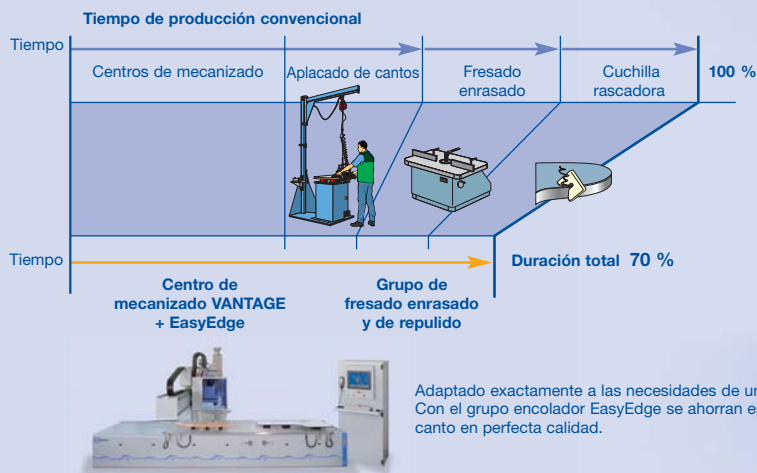 Tiempo de producción convencional
Tiempo
Centros de mecanizado
Aplacado de cantos
Fresado
enrasado
Cuchilla
rascadora
100 %
Tiempo
Duración total 70 %
Centro de
mecanizado VANTAGE
+ EasyEdge
Grupo de
fresado enrasado
y de repulido
Adaptado exactamente a las necesidades de
Con el grupo encolador EasyEdge se ahorran
canto en perfecta calidad.